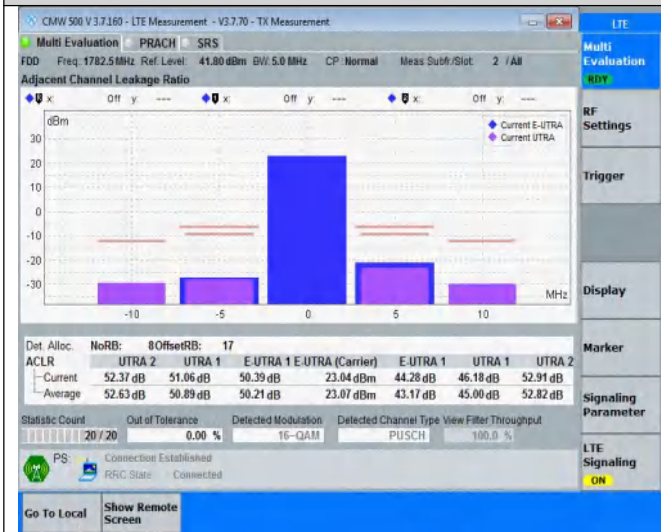 CMW 500 V 3.7.160 - LTE Measurement - V3.7.70 - TX Measurement
LTE
Multi Evaluation PRACH SRS
Multi Evaluation
RDY
FDD Freq: 1782.5 MHz Ref. Level: 41.80 dBm BW: 5.0 MHz CP: Normal Meas Subfr./Slot: 2 / All
Adjacent Channel Leakage Ratio
x: Off y: --- x: Off y: --- x: Off y: ---
dBm
Current E-UTRA
Current UTRA
RF
Settings
30
20
10
0
-10
-20
-30
MHz
-10 -5 0 5 10
Trigger
Display
Marker
Det. Alloc. NoRB: 8 OffsetRB: 17
ACLR UTRA 2 UTRA 1 E-UTRA 1 E-UTRA (Carrier) E-UTRA 1 UTRA 1 UTRA 2
Current 52.37 dB 51.06 dB 50.39 dB 23.04 dBm 44.28 dB 46.18 dB 52.91 dB
Average 52.63 dB 50.89 dB 50.21 dB 23.07 dBm 43.17 dB 45.00 dB 52.82 dB
Signaling
Parameter
Statistic Count Out of Tolerance Detected Modulation Detected Channel Type View Filter Throughput
20 / 20 0.00 % 16-QAM PUSCH 100.0 %
PS: Connection Established
RRC State Connected
LTE
Signaling
ON
Go To Local
Show Remote
Screen